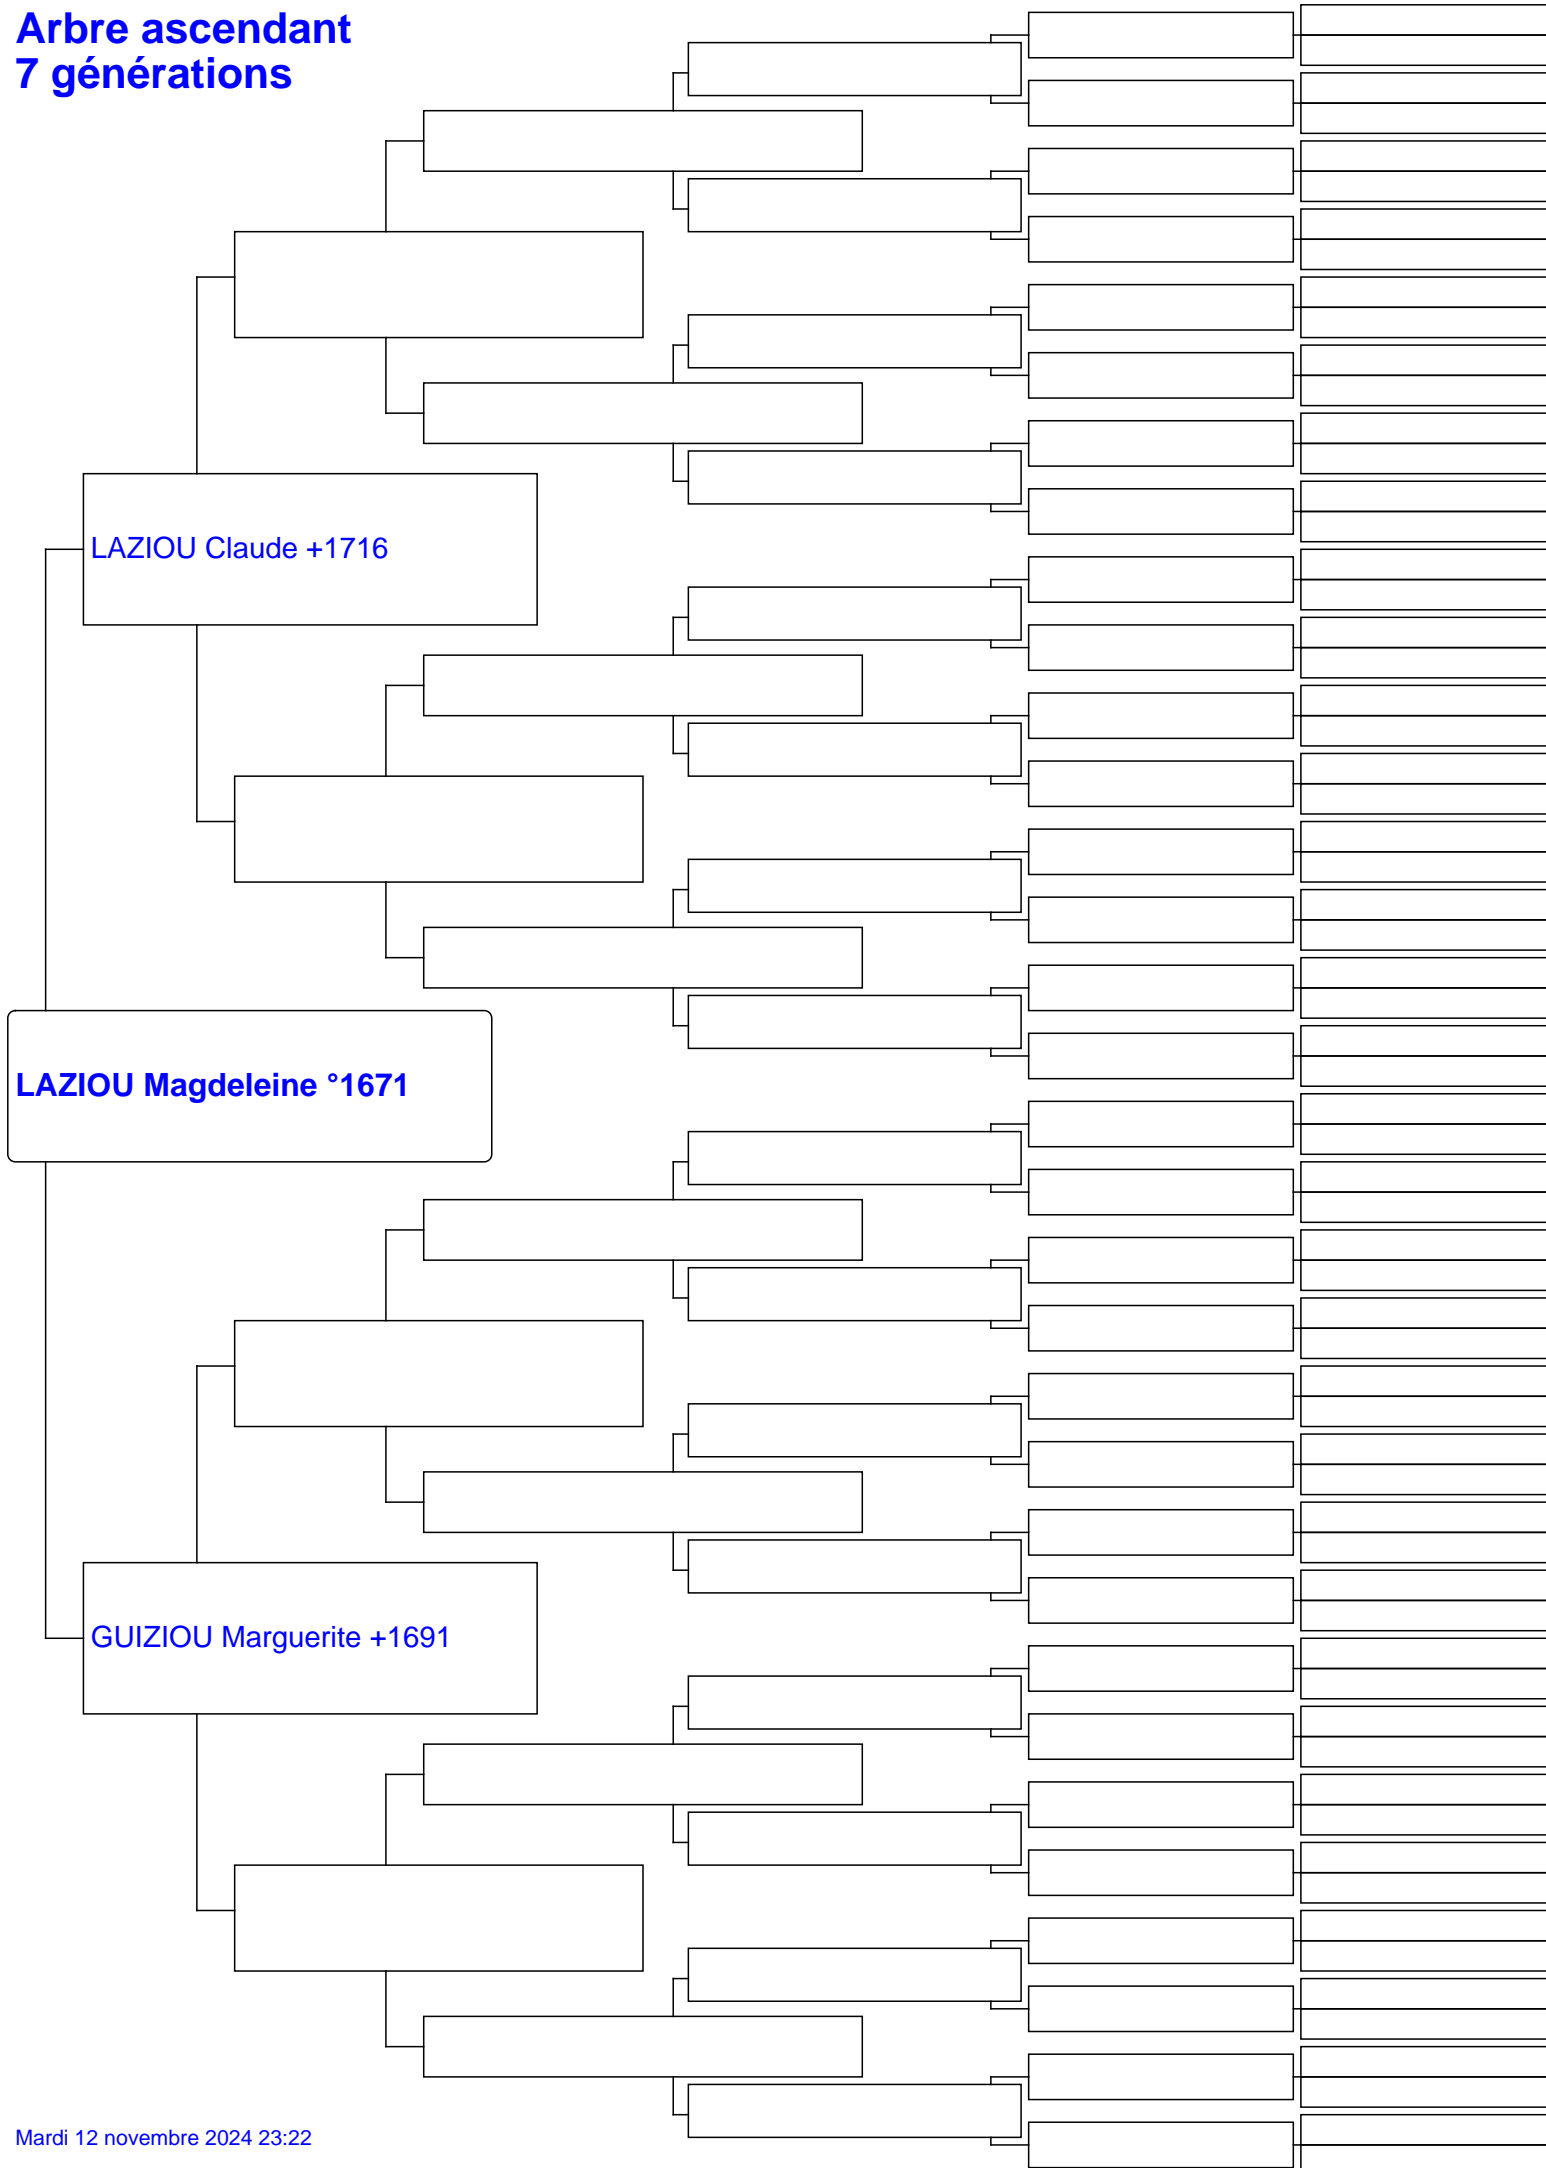 Arbre ascendant
7 générations
LAZIOU Claude +1716
LAZIOU Magdeleine °1671
GUIZIOU Marguerite +1691
Mardi 12 novembre 2024 23:22